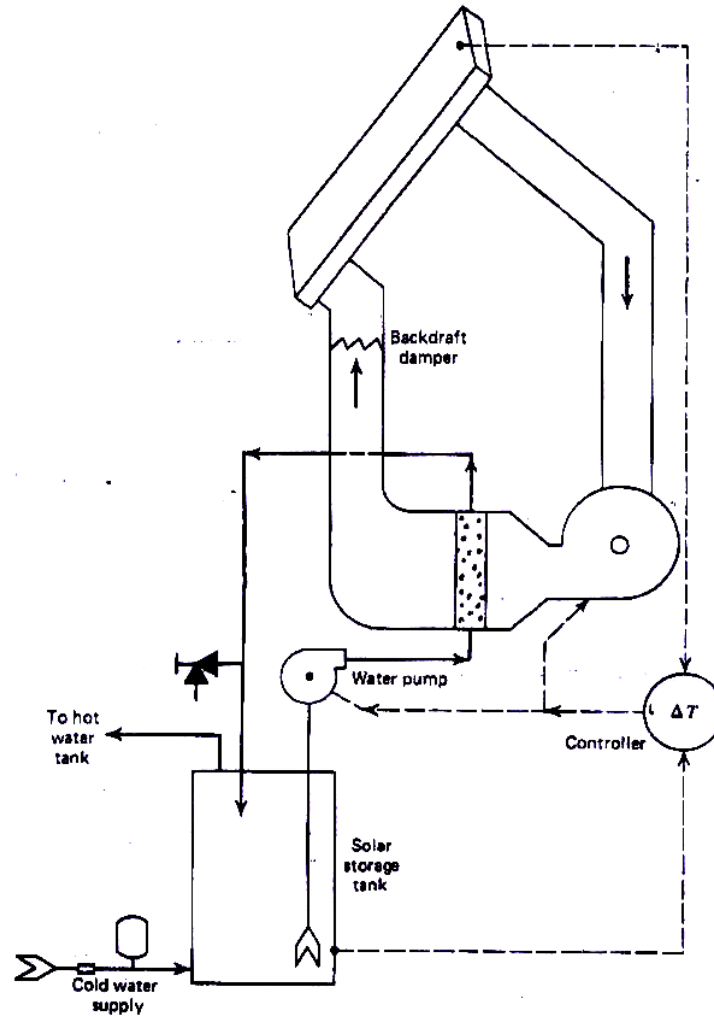 Backdraft
damper
Water pump
To hot
water
tank
ΔT
Controller
Solar
storage
tank
Cold water
supply